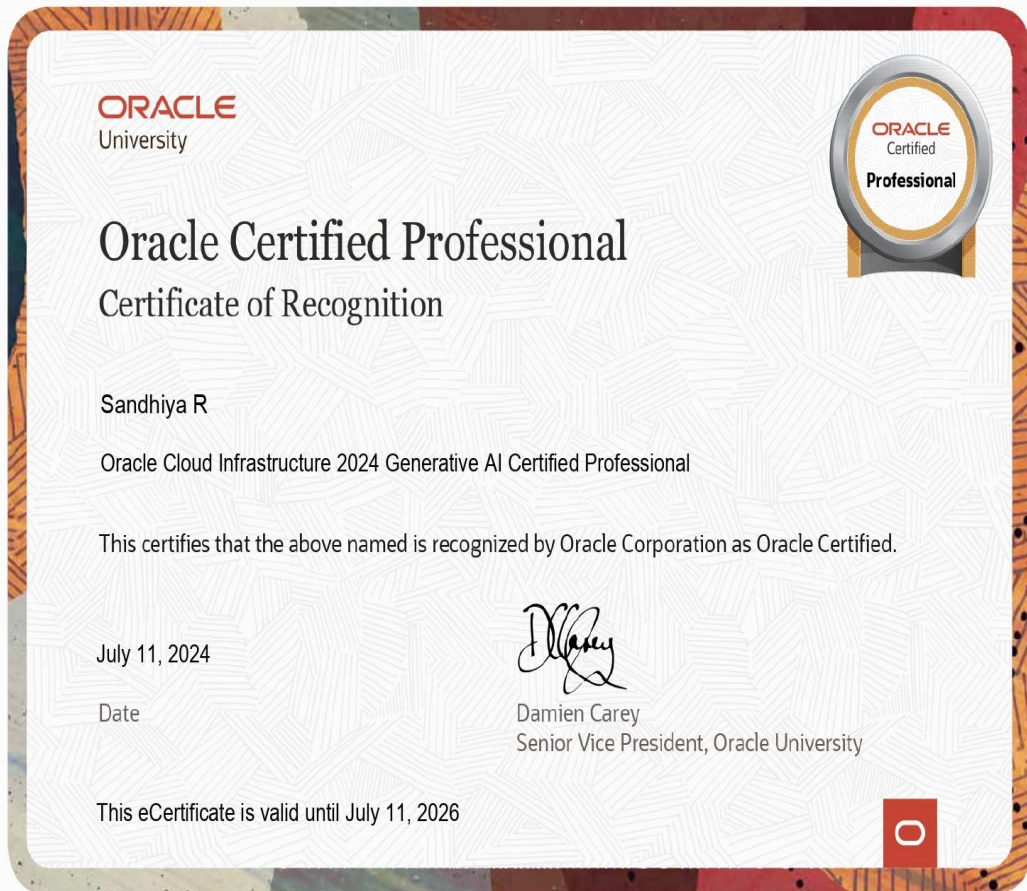 ORACLE
University
ORACLE
Certified
Professional
Oracle Certified Professional
Certificate of Recognition
Sandhiya R
Oracle Cloud Infrastructure 2024 Generative AI Certified Professional
This certifies that the above named is recognized by Oracle Corporation as Oracle Certified.
July 11, 2024
Date
DCarey
Damien Carey
Senior Vice President, Oracle University
This eCertificate is valid until July 11, 2026